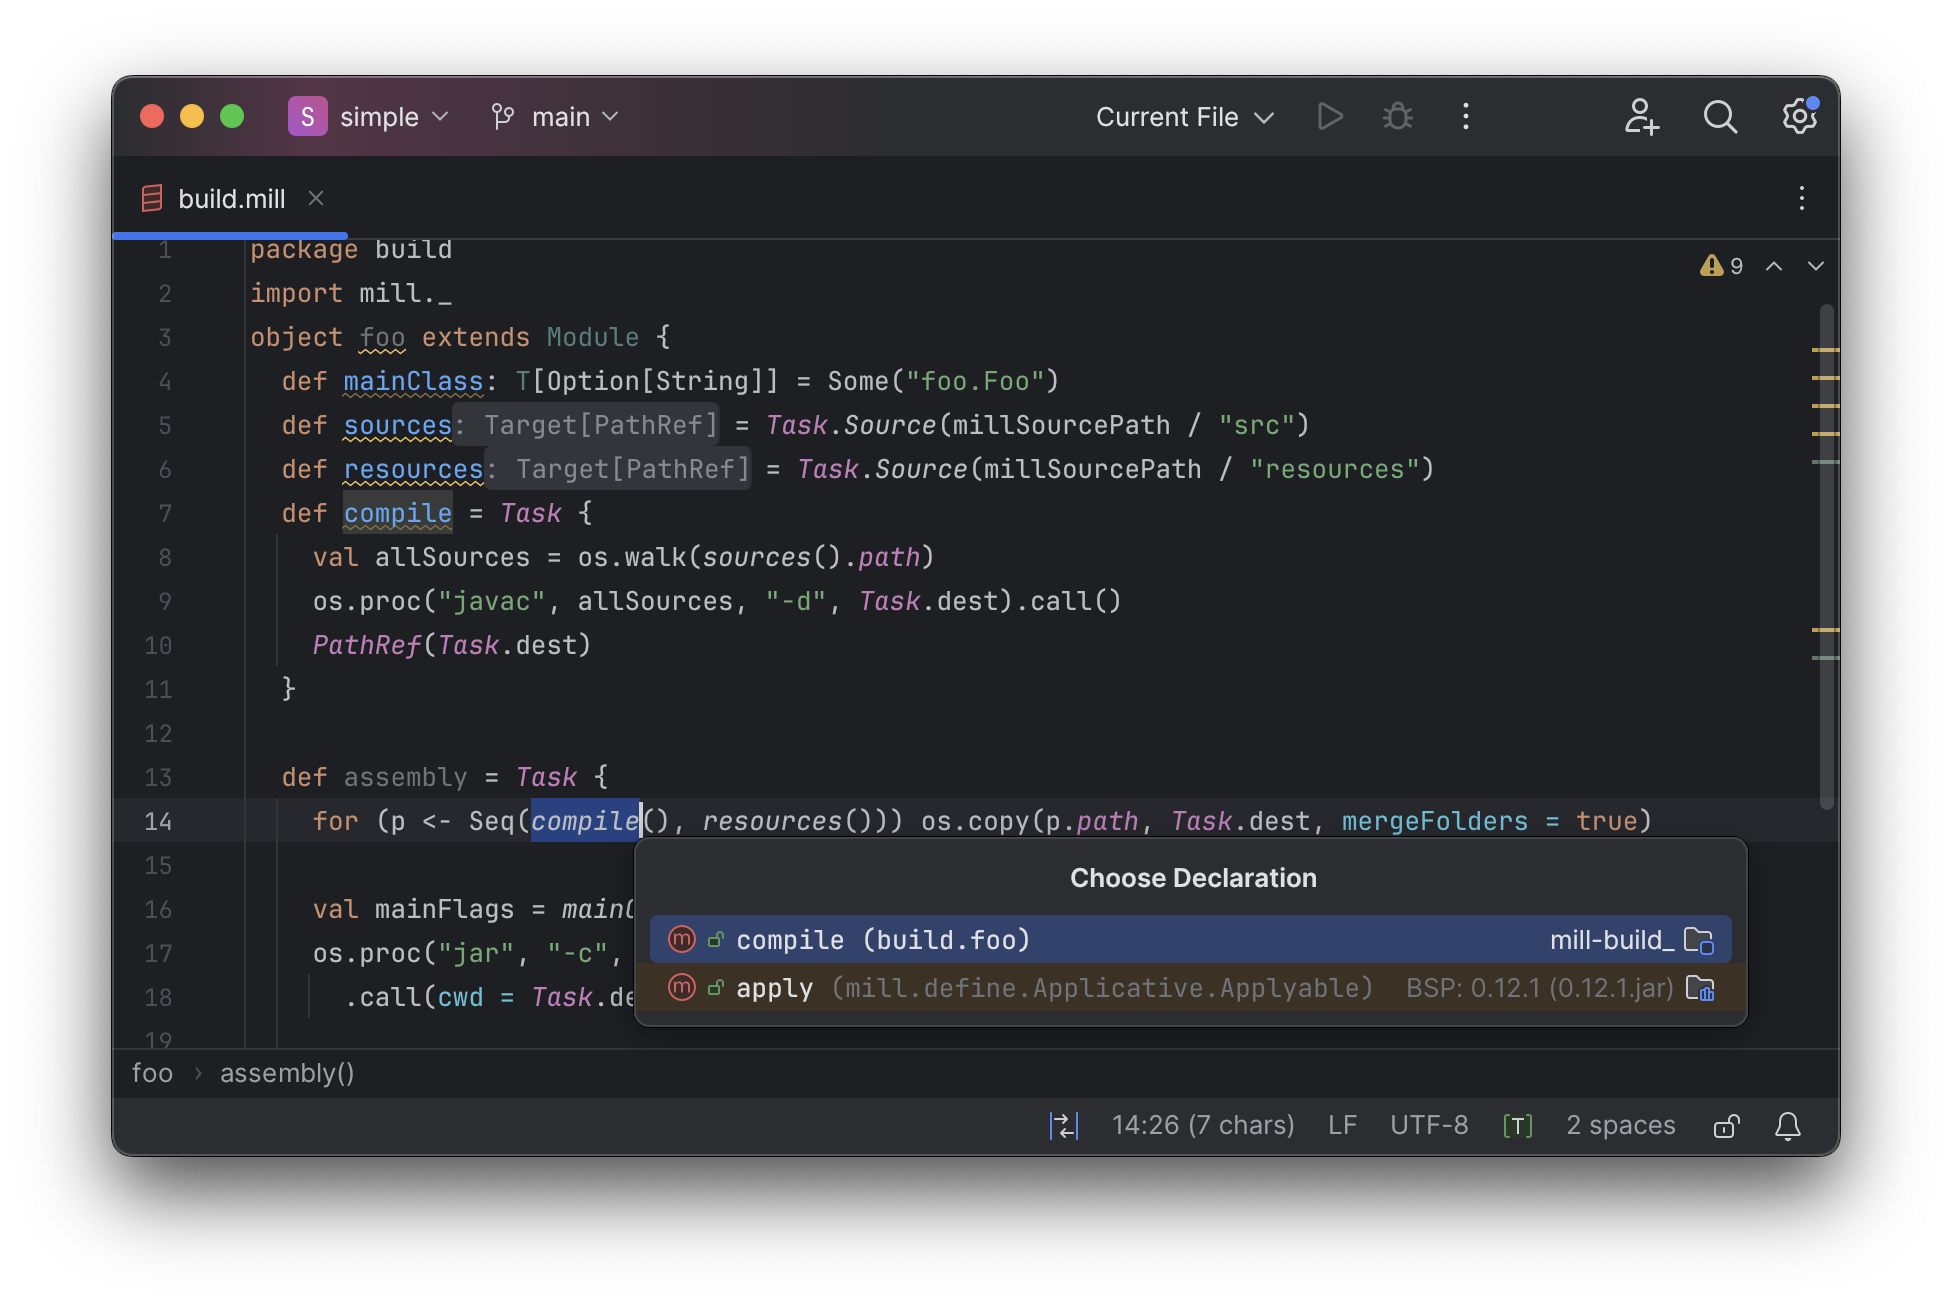 S simple main Current File
build.mill
9
1 package build
2 import mill._
3 object foo extends Module {
4 def mainClass: T[Option[String]] = Some("foo.Foo")
5 def sources: Target[PathRef] = Task.Source(millSourcePath / "src")
6 def resources: Target[PathRef] = Task.Source(millSourcePath / "resources")
7 def compile = Task {
8 val allSources = os.walk(sources().path)
9 os.proc("javac", allSources, "-d", Task.dest).call()
10 PathRef(Task.dest)
11 }
12
13 def assembly = Task {
14 for (p <- Seq(compile(), resources())) os.copy(p.path, Task.dest, mergeFolders = true)
15
Choose Declaration
16 val mainFlags = main
17 os.proc("jar", "-c",
m compile (build.foo) mill-build_
18 .call(cwd = Task.de
m apply (mill.define.Applicative.Applyable) BSP: 0.12.1 (0.12.1.jar)
19
foo › assembly()
14:26 (7 chars) LF UTF-8 [T] 2 spaces